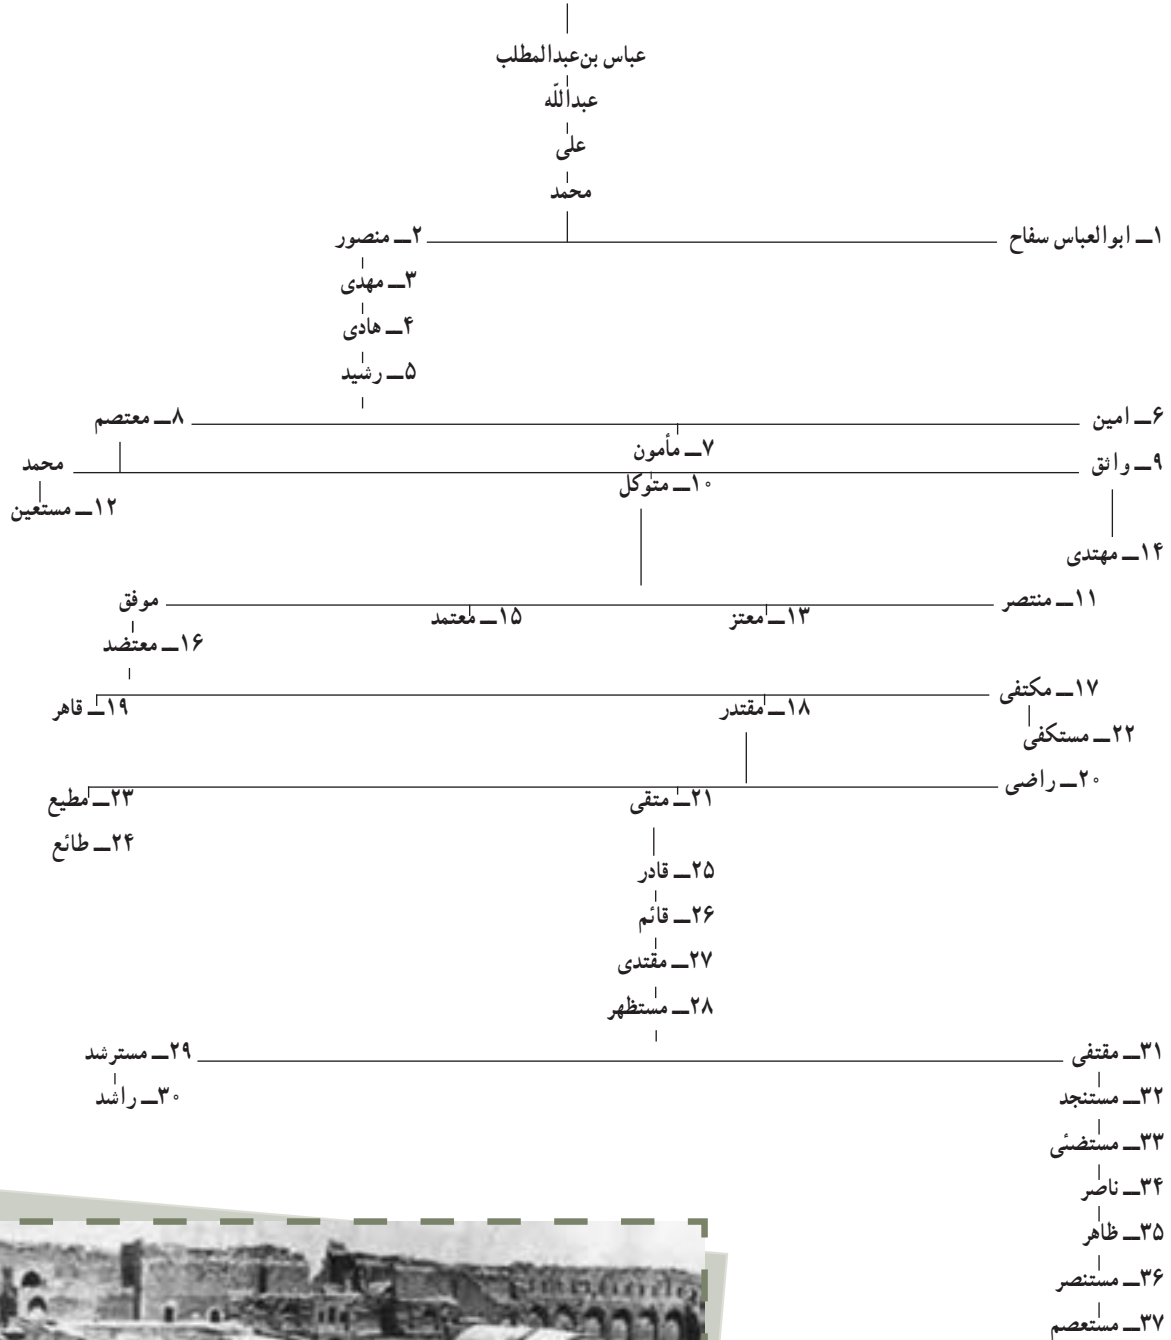 عباس بن‌عبدالمطلب
عبداللّه
علی
محمد
۱ــ ابوالعباس سفاح
۲ــ منصور
۳ــ مهدی
۴ــ هادی
۵ــ رشید
۶ــ امین
۸ــ معتصم
۷ــ مأمون
۹ــ واثق
محمد
۱۰ــ متوکل
۱۲ــ مستعین
۱۴ــ مهتدی
۱۱ــ منتصر
موفق
۱۳ــ معتز
۱۵ــ معتمد
۱۶ــ معتضد
۱۷ــ مکتفی
۱۸ــ مقتدر
۱۹ــ قاهر
۲۲ــ مستکفی
۲۰ــ راضی
۲۱ــ متقی
۲۳ــ مطیع
۲۴ــ طائع
۲۵ــ قادر
۲۶ــ قائم
۲۷ــ مقتدی
۲۸ــ مستظهر
۳۱ــ مقتفی
۲۹ــ مسترشد
۳۲ــ مستنجد
۳۰ــ راشد
۳۳ــ مستضئی
۳۴ــ ناصر
۳۵ــ ظاهر
۳۶ــ مستنصر
۳۷ــ مستعصم